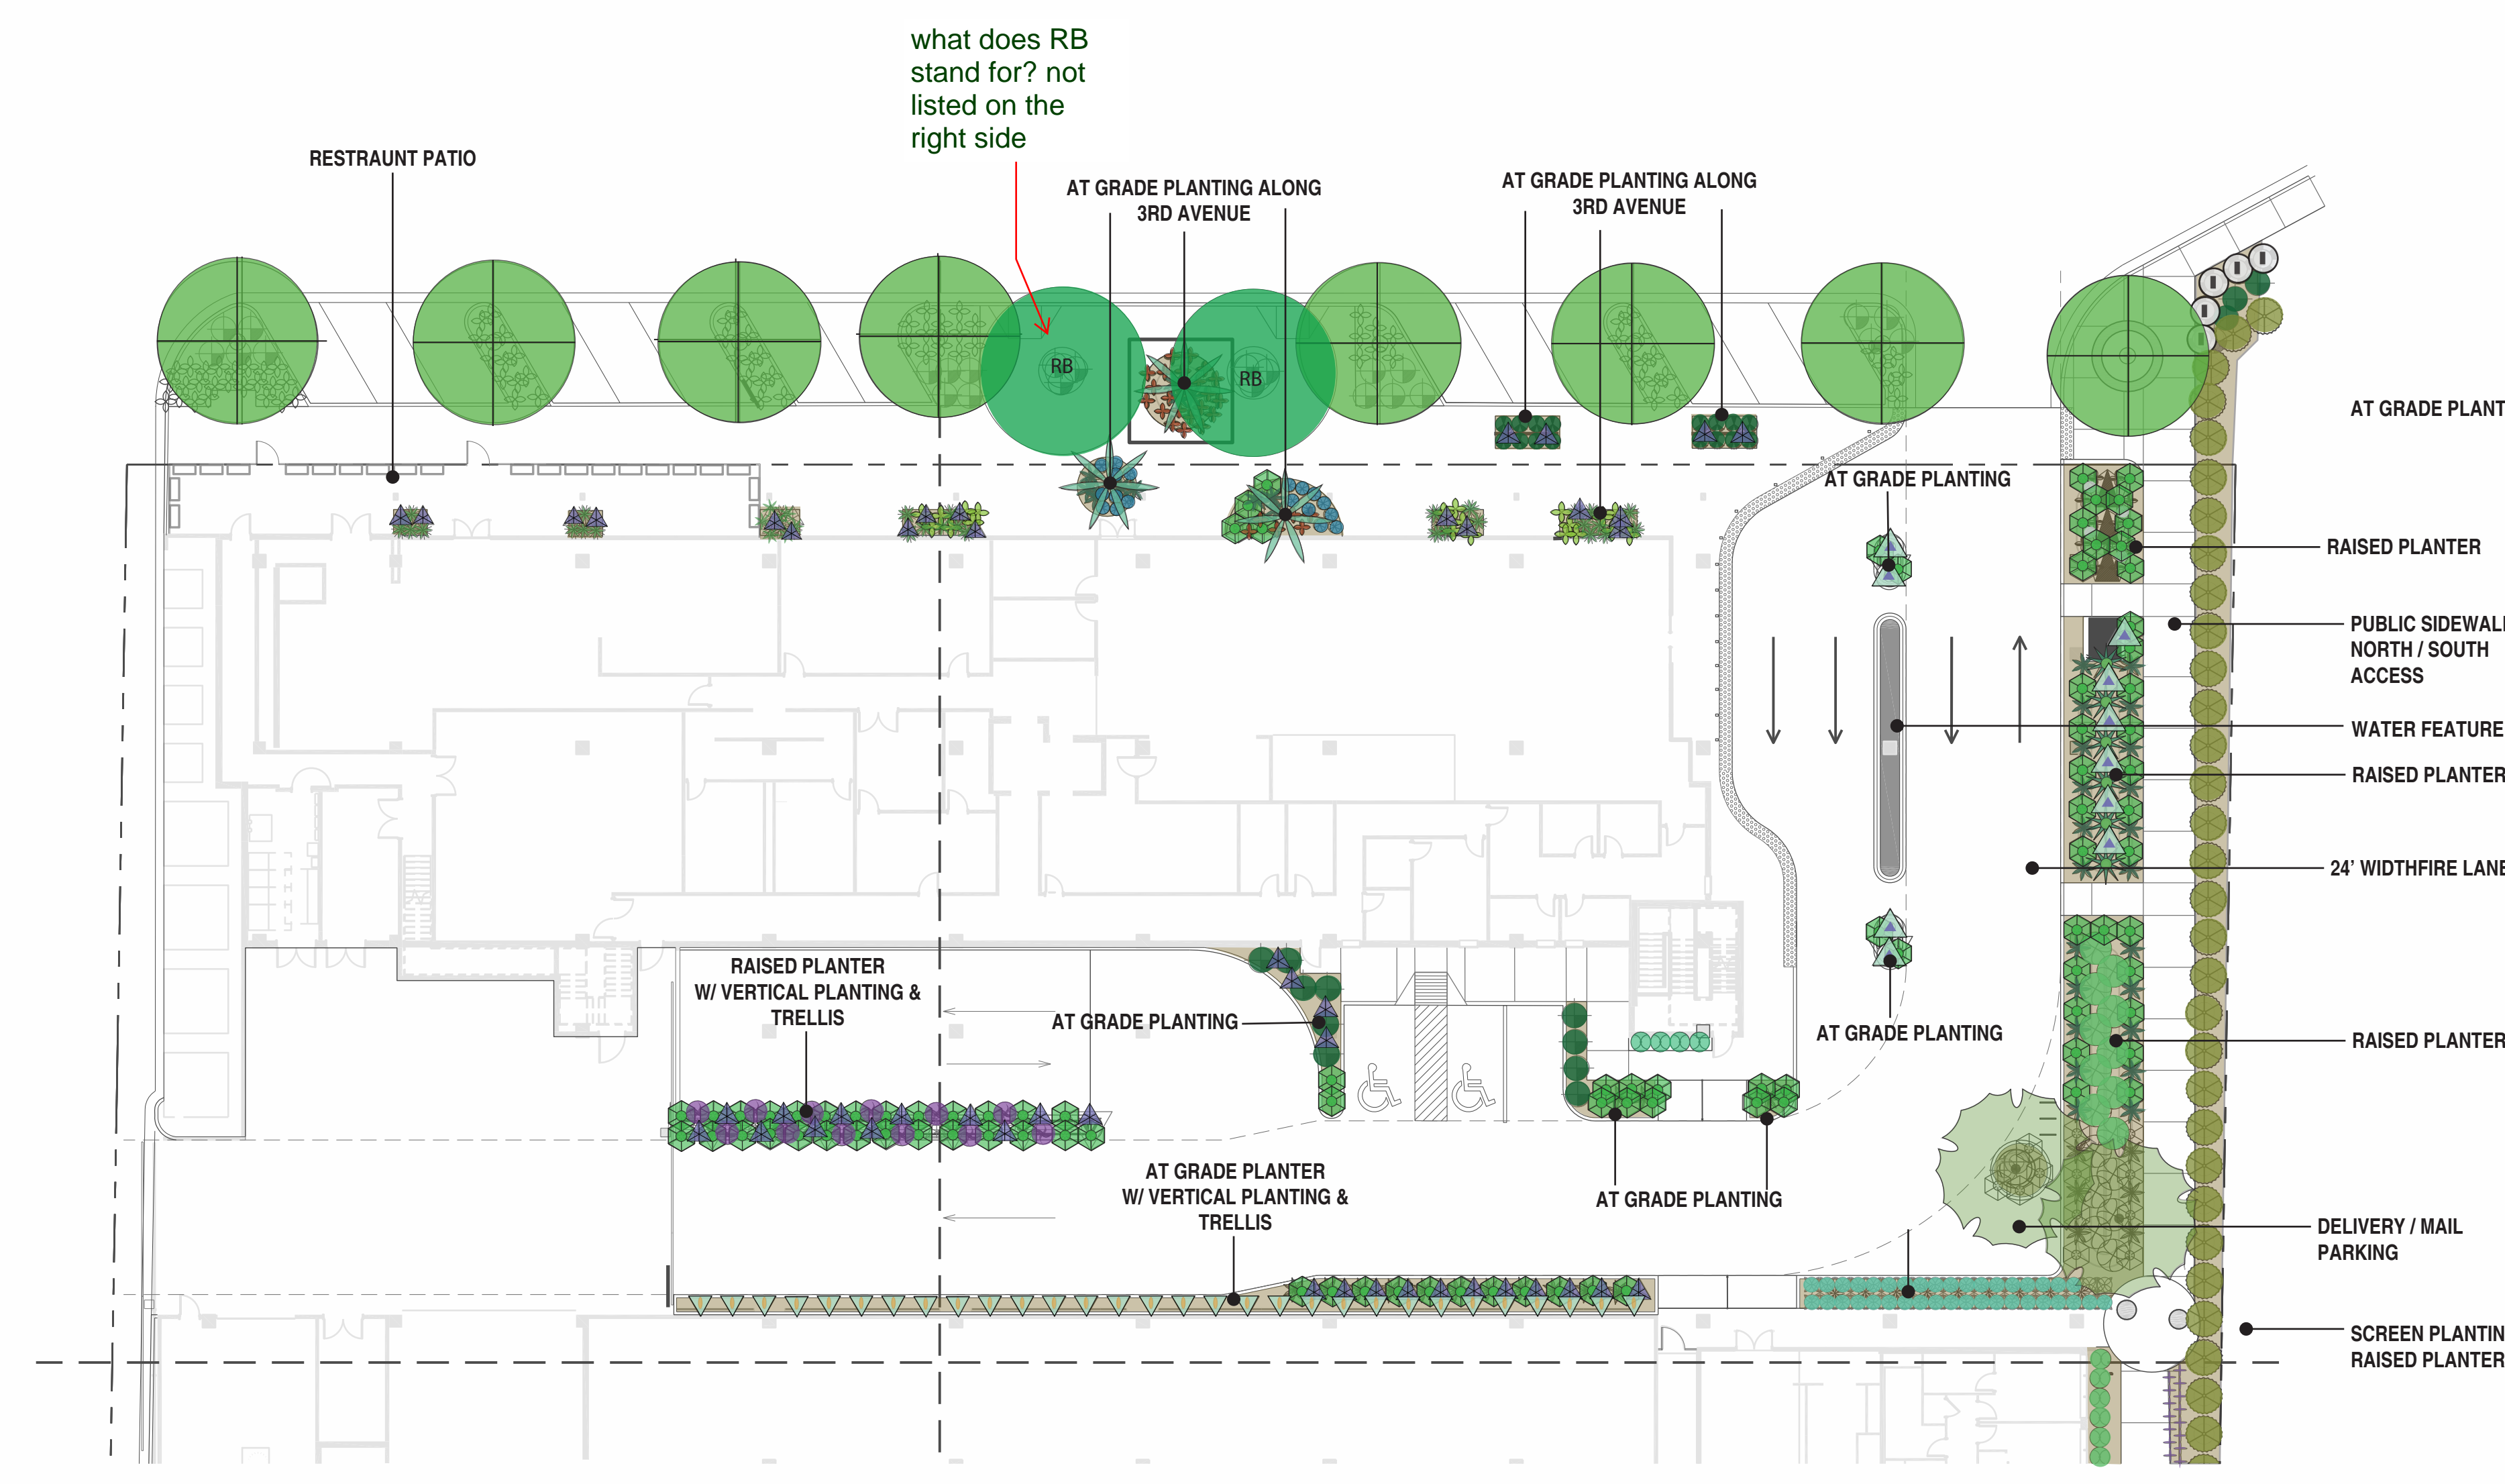 what does RB
stand for? not
listed on the
right side
RESTRAUNT PATIO
AT GRADE PLANTING ALONG
3RD AVENUE
AT GRADE PLANTING ALONG
3RD AVENUE
RB
RB
AT GRADE PLANT
AT GRADE PLANTING
RAISED PLANTER
PUBLIC SIDEWAL
NORTH / SOUTH
ACCESS
WATER FEATURE
RAISED PLANTER
24’ WIDTHFIRE LANE
RAISED PLANTER
W/ VERTICAL PLANTING &
TRELLIS
AT GRADE PLANTING
AT GRADE PLANTING
RAISED PLANTER
AT GRADE PLANTER
W/ VERTICAL PLANTING &
TRELLIS
AT GRADE PLANTING
DELIVERY / MAIL
PARKING
SCREEN PLANTIN
RAISED PLANTER